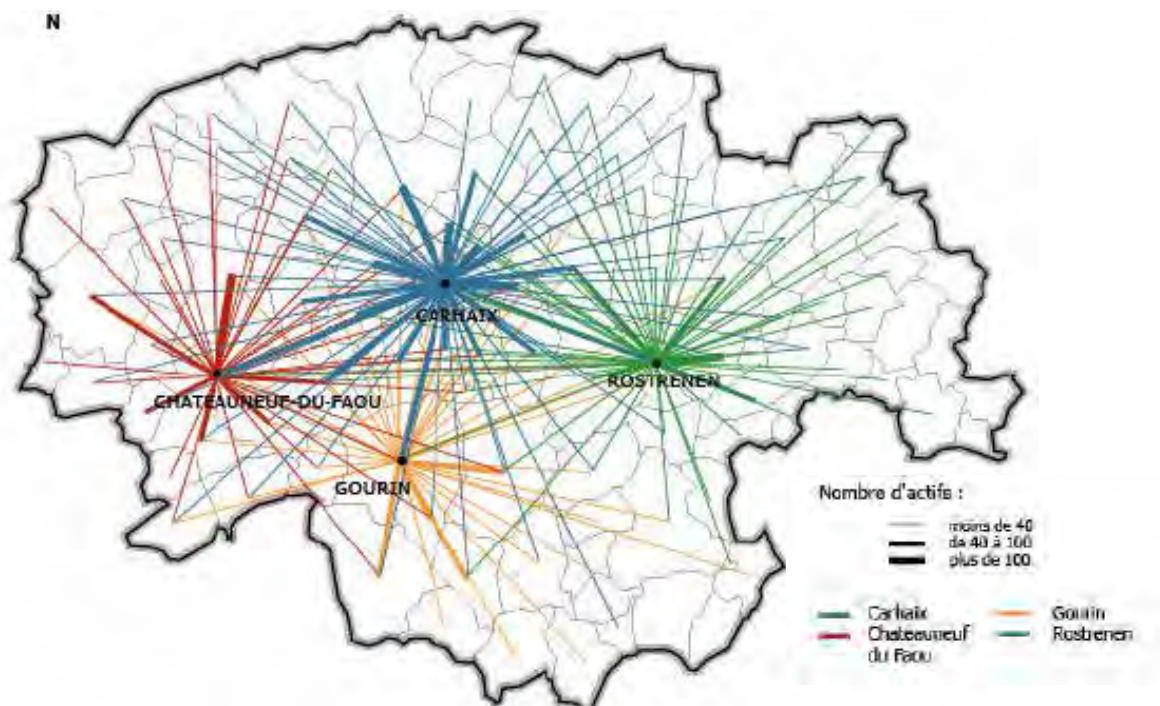 N
CARHAIX
ROSTRENEN
CHATEAUNEUF-DU-FAOU
GOURIN
Nombre d'actifs :
moins de 40
de 40 à 100
plus de 100
Carhaix
Gourin
Chateauneuf
Rostrenen
du Faou